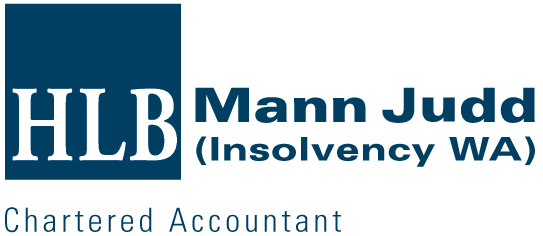 HLB
Mann Judd
(Insolvency WA)
Chartered Accountant